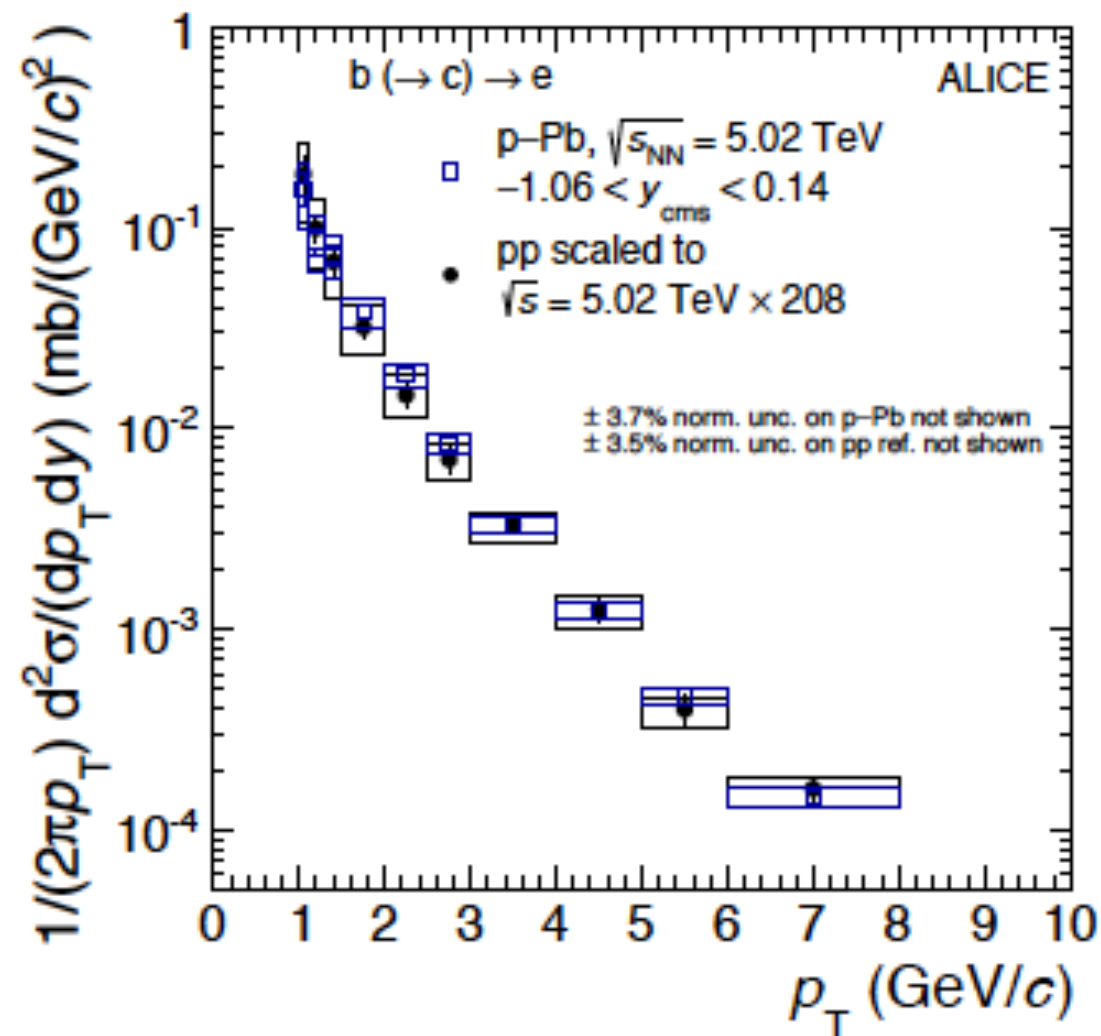 1/(2πp_T) d²σ/(dp_Tdy) (mb/(GeV/c)²)
1
10⁻¹
10⁻²
10⁻³
10⁻⁴
b (→ c) → e
ALICE
p–Pb, √s_NN = 5.02 TeV
−1.06 < y_cms < 0.14
pp scaled to
√s = 5.02 TeV × 208
± 3.7% norm. unc. on p–Pb not shown
± 3.5% norm. unc. on pp ref. not shown
0 1 2 3 4 5 6 7 8 9 10
p_T (GeV/c)